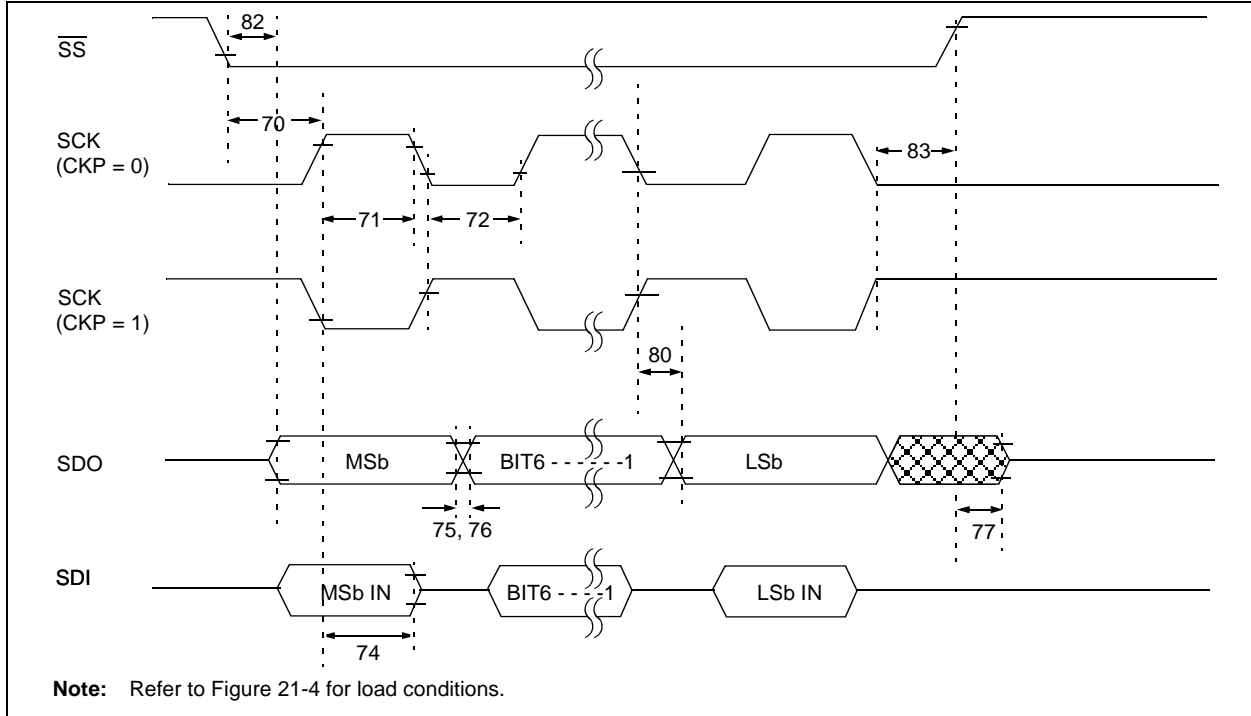 82
SS
70
SCK
(CKP = 0)
83
71
72
SCK
(CKP = 1)
80
SDO
MSb
BIT6 - - - - - -1
LSb
75, 76
77
SDI
MSb IN
BIT6 - - - -1
LSb IN
74
Note: Refer to Figure 21-4 for load conditions.